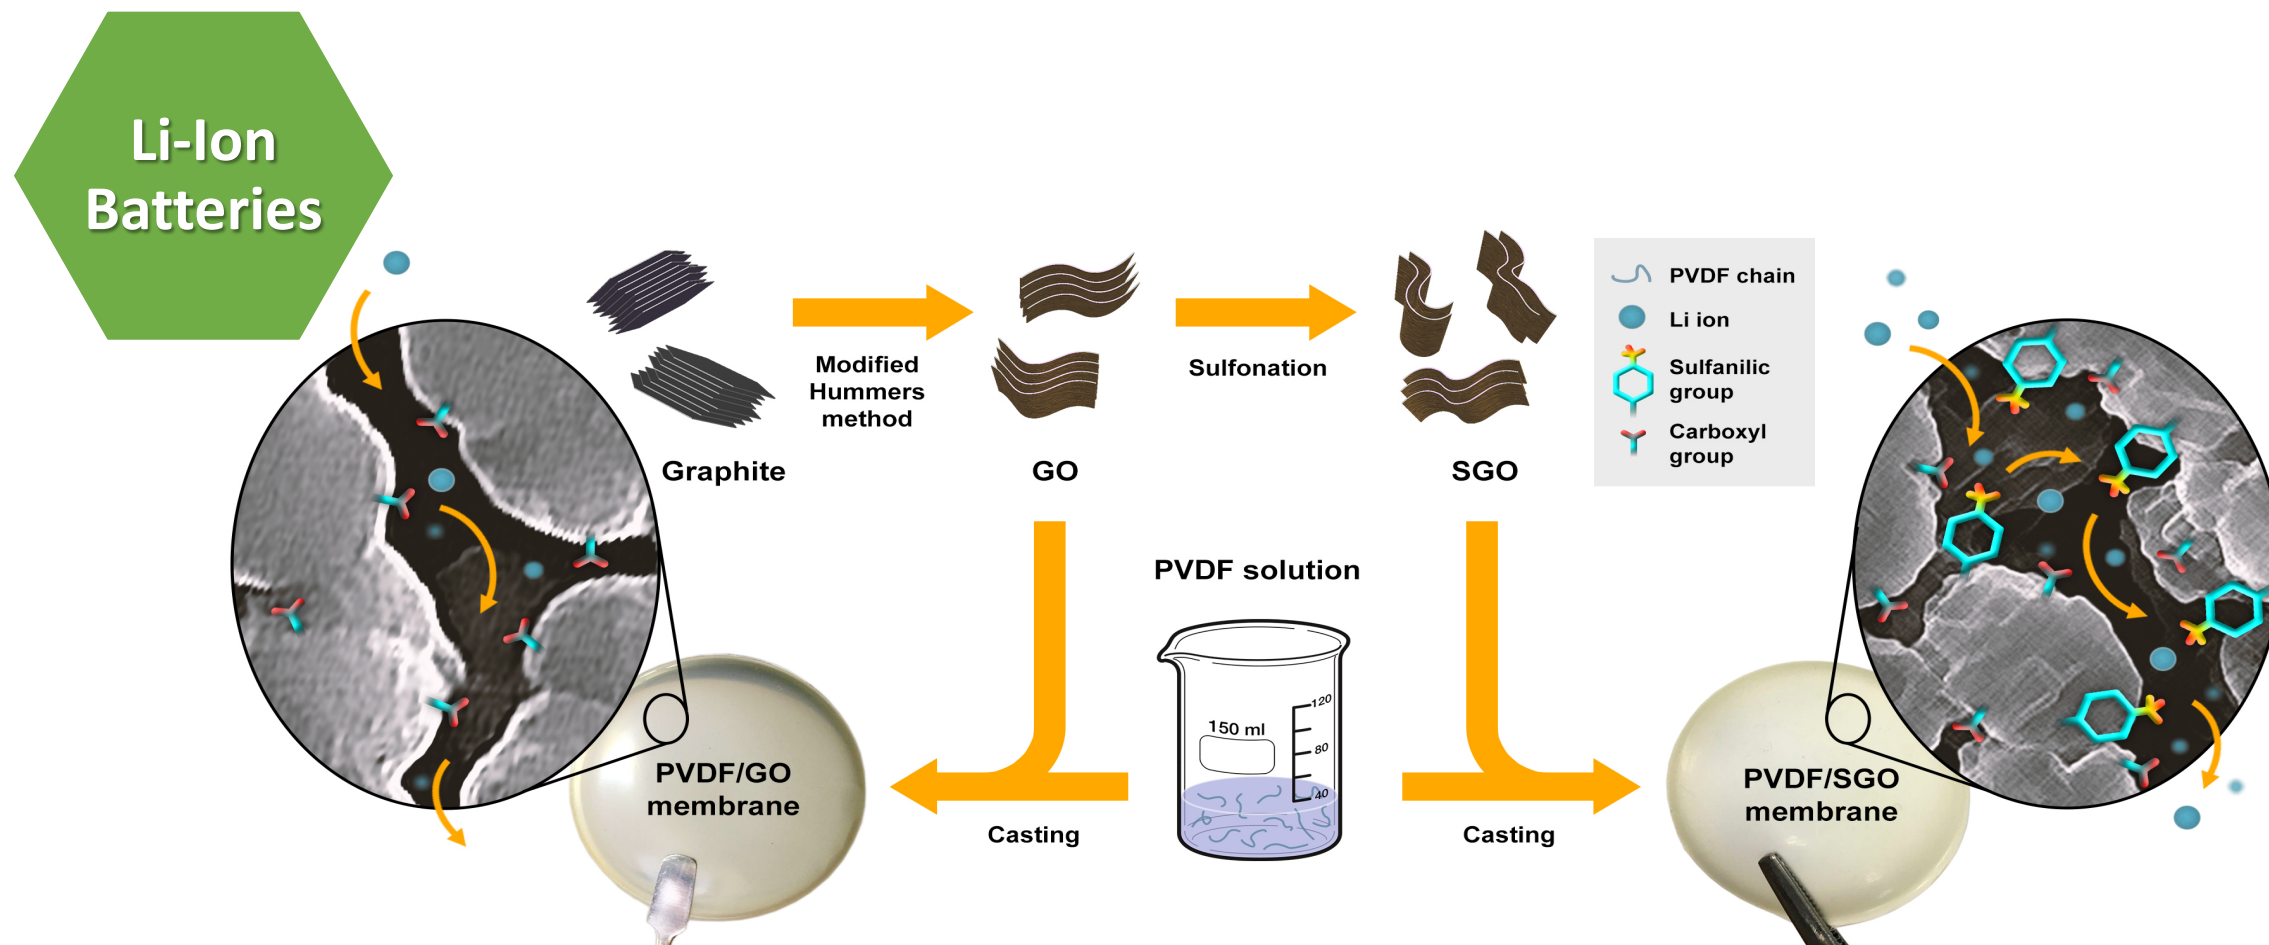 Li-Ion
Batteries
Graphite
Modified
Hummers
method
GO
Sulfonation
SGO
PVDF chain
Li ion
Sulfanilic
group
Carboxyl
group
PVDF solution
150 ml
120
80
40
PVDF/GO
membrane
Casting
Casting
PVDF/SGO
membrane